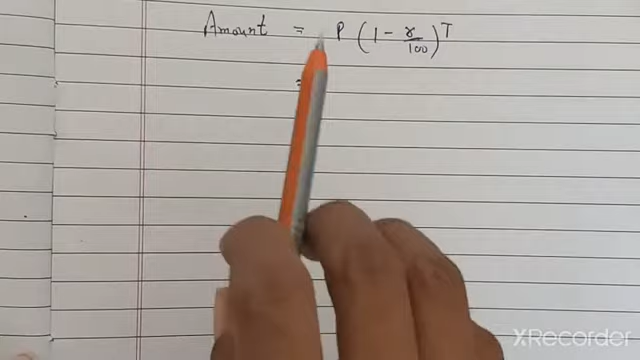 Amount = P (1 - r/100)^T
=
XRecorder